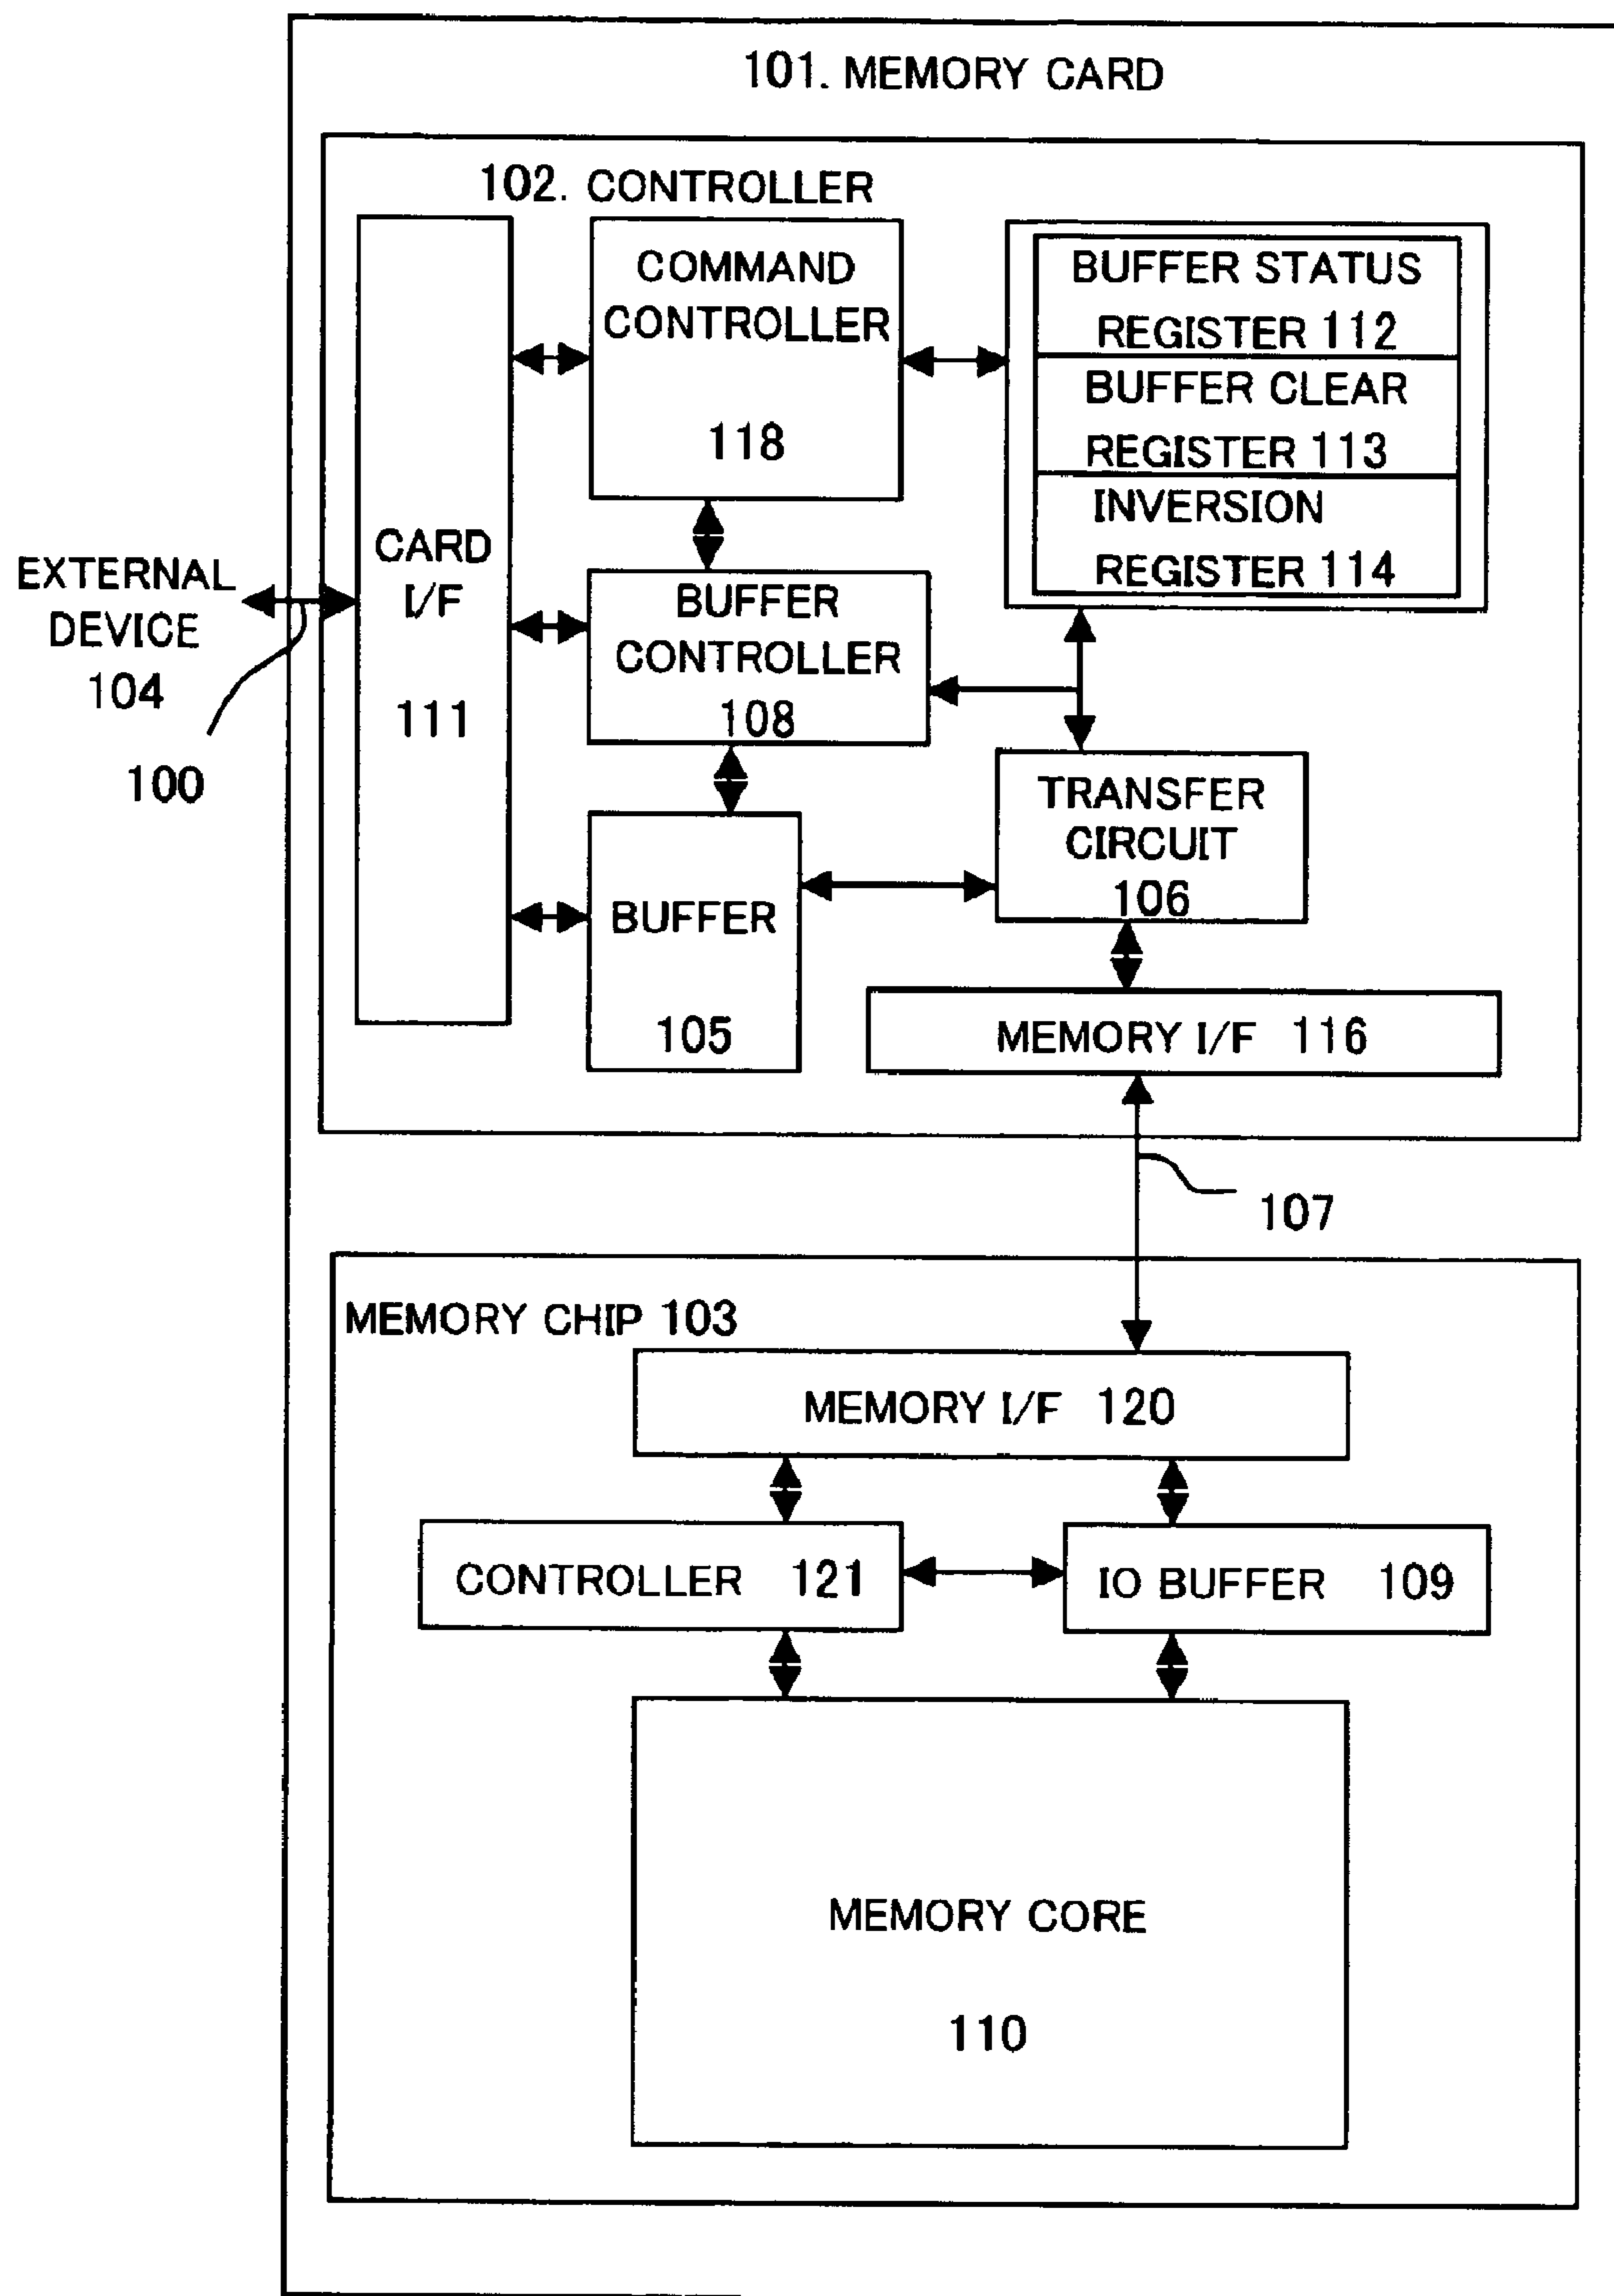 101. MEMORY CARD
102. CONTROLLER
CARD
I/F
111
COMMAND
CONTROLLER
118
BUFFER STATUS
REGISTER 112
BUFFER CLEAR
REGISTER 113
INVERSION
REGISTER 114
EXTERNAL
DEVICE
104
100
BUFFER
CONTROLLER
108
TRANSFER
CIRCUIT
106
BUFFER
105
MEMORY I/F 116
107
MEMORY CHIP 103
MEMORY I/F 120
CONTROLLER 121
IO BUFFER 109
MEMORY CORE
110